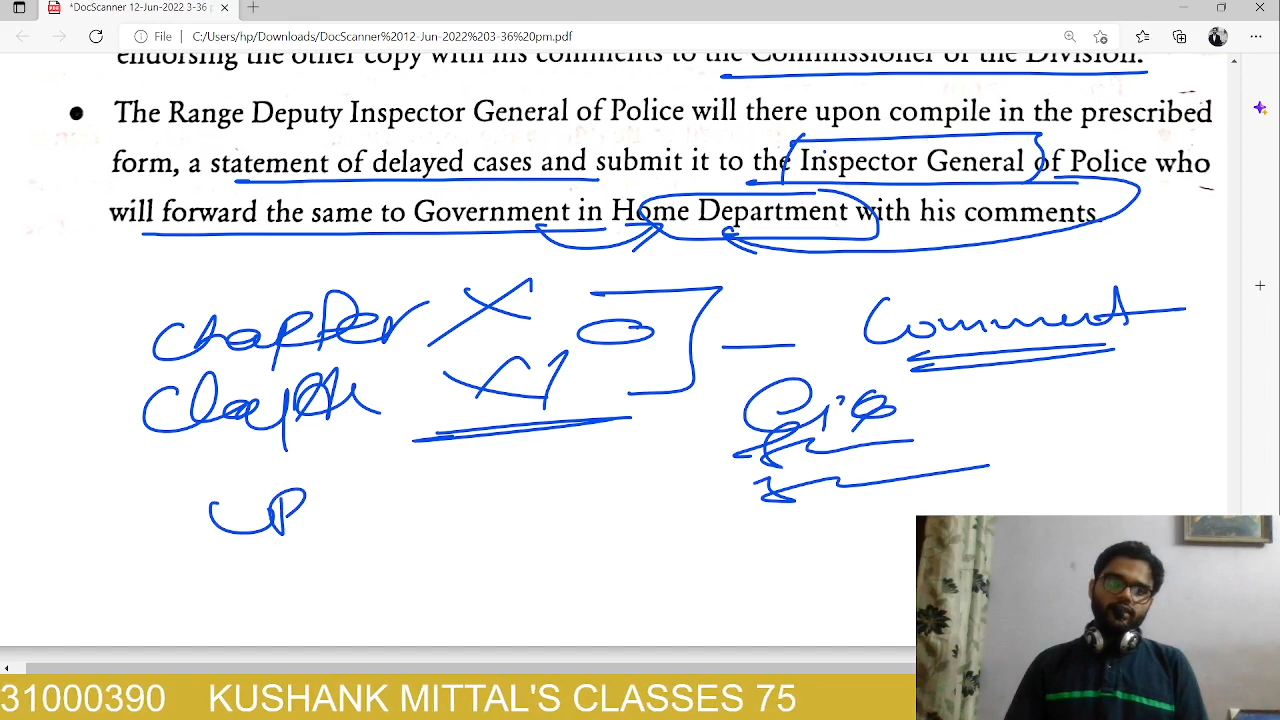 *DocScanner 12-Jun-2022 3-36 p
File C:/Users/hp/Downloads/DocScanner%2012-Jun-2022%203-36%20pm.pdf
endorsing the other copy with his comments to the Commissioner of the Division.
● The Range Deputy Inspector General of Police will there upon compile in the prescribed
form, a statement of delayed cases and submit it to the Inspector General of Police who
will forward the same to Government in Home Department with his comments
chapter X
Comment
XI
UP
31000390 KUSHANK MITTAL'S CLASSES 75